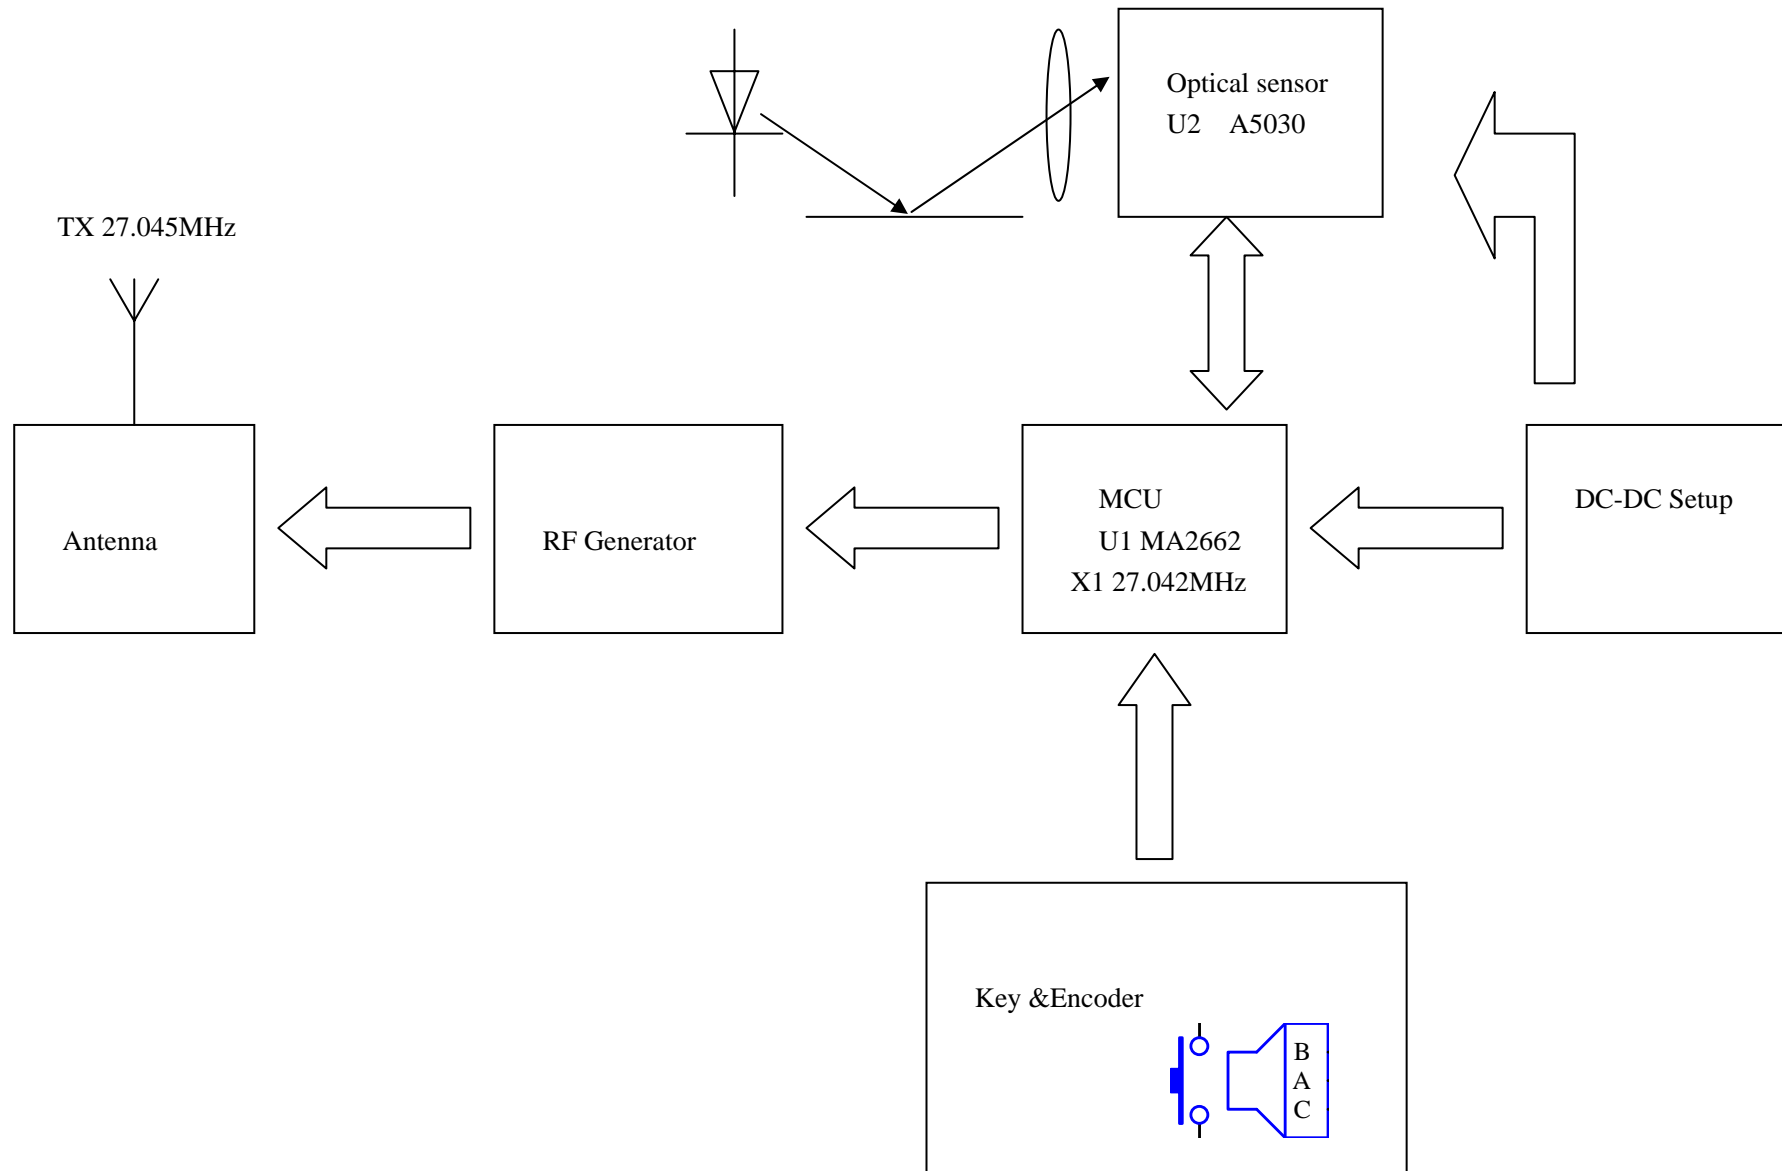 Optical sensor
U2 A5030
TX 27.045MHz
Antenna
RF Generator
MCU
U1 MA2662
X1 27.042MHz
DC-DC Setup
Key &Encoder
B
A
C